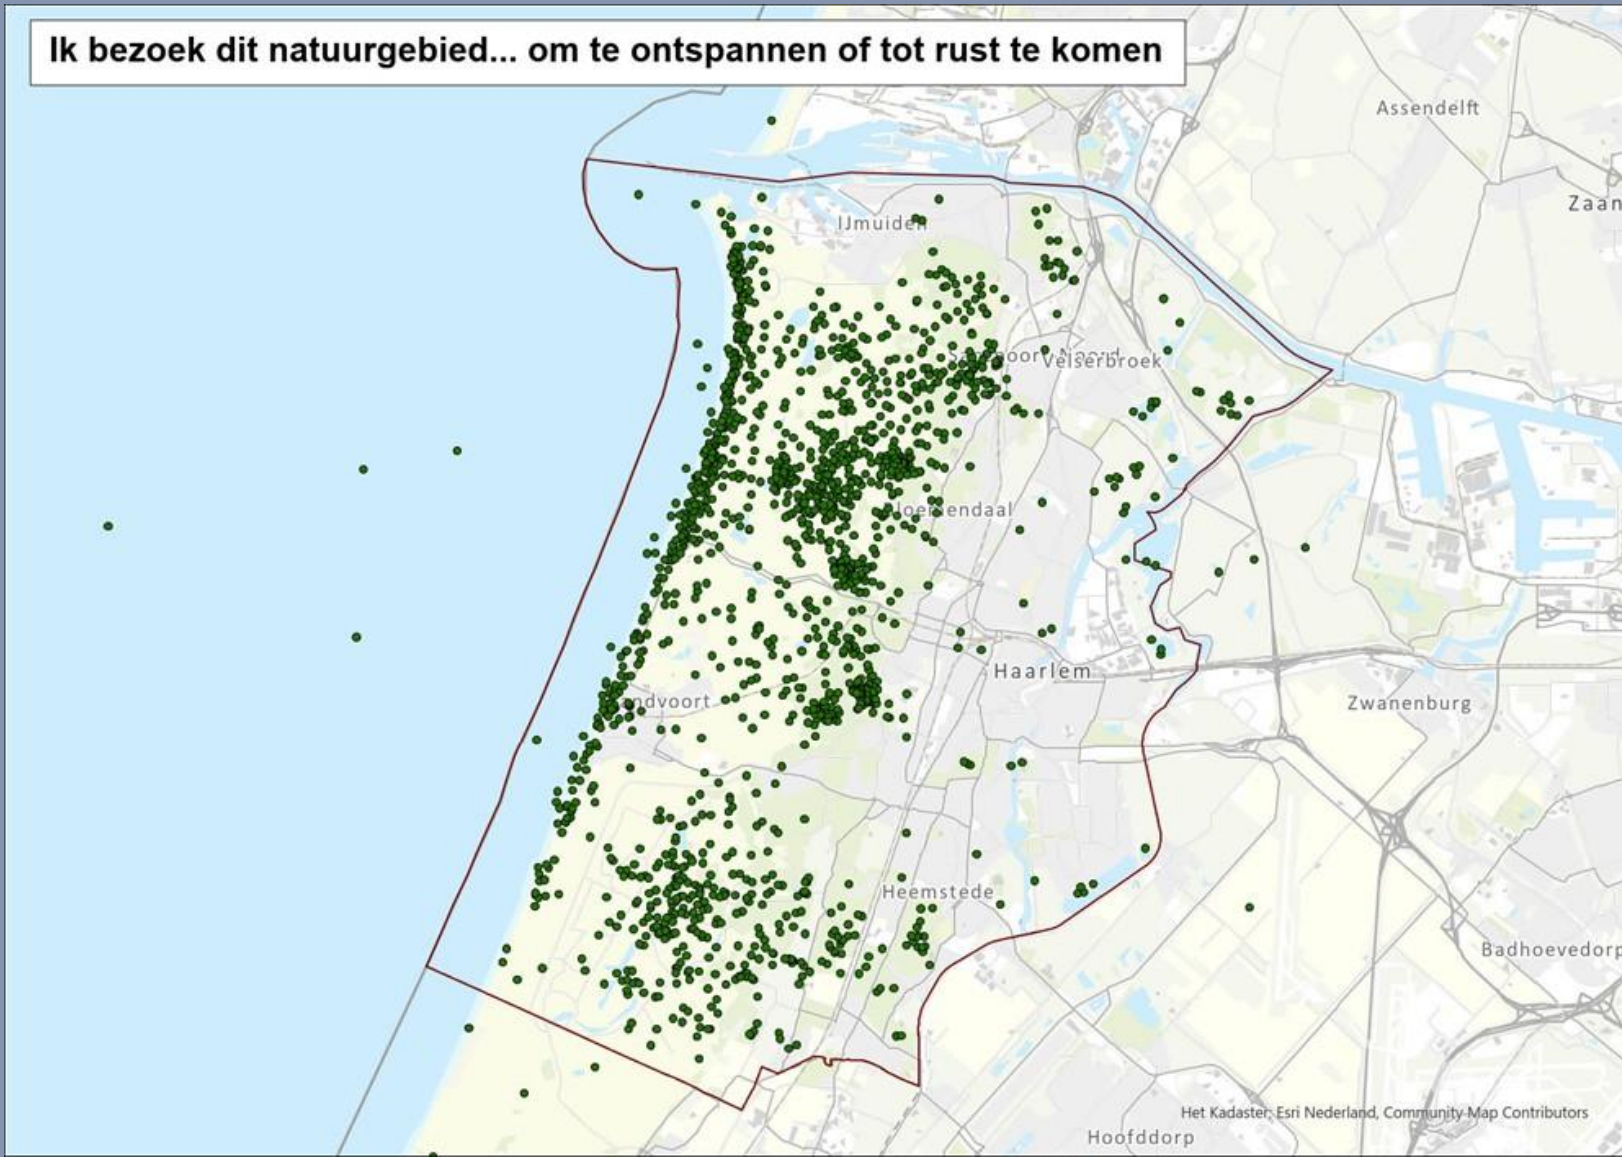 Ik bezoek dit natuurgebied... om te ontspannen of tot rust te komen
Assendelft
Zaan
IJmuiden
Velserbroek
Haarlem
Zwanenburg
Heemstede
Badhoevedorp
Het Kadaster, Esri Nederland, Community Map Contributors
Hoofddorp